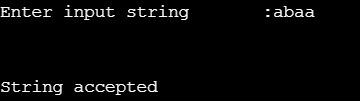 Enter input string :abaa
String accepted